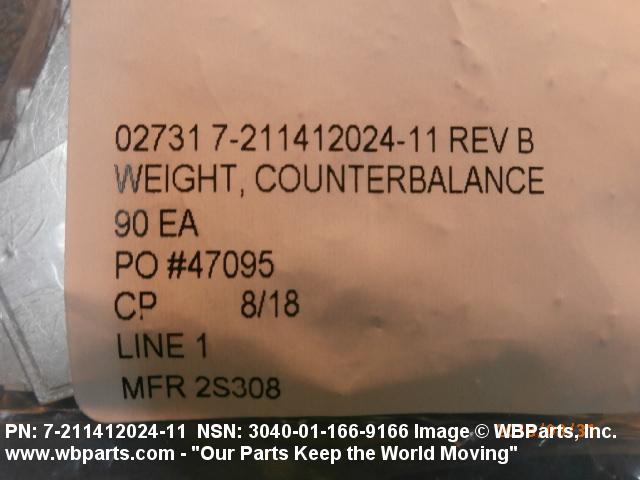 02731 7-211412024-11 REV B
WEIGHT, COUNTERBALANCE
90 EA
PO #47095
CP 8/18
LINE 1
MFR 2S308
PN: 7-211412024-11 NSN: 3040-01-166-9166 Image © WBParts, Inc.
www.wbparts.com - "Our Parts Keep the World Moving"